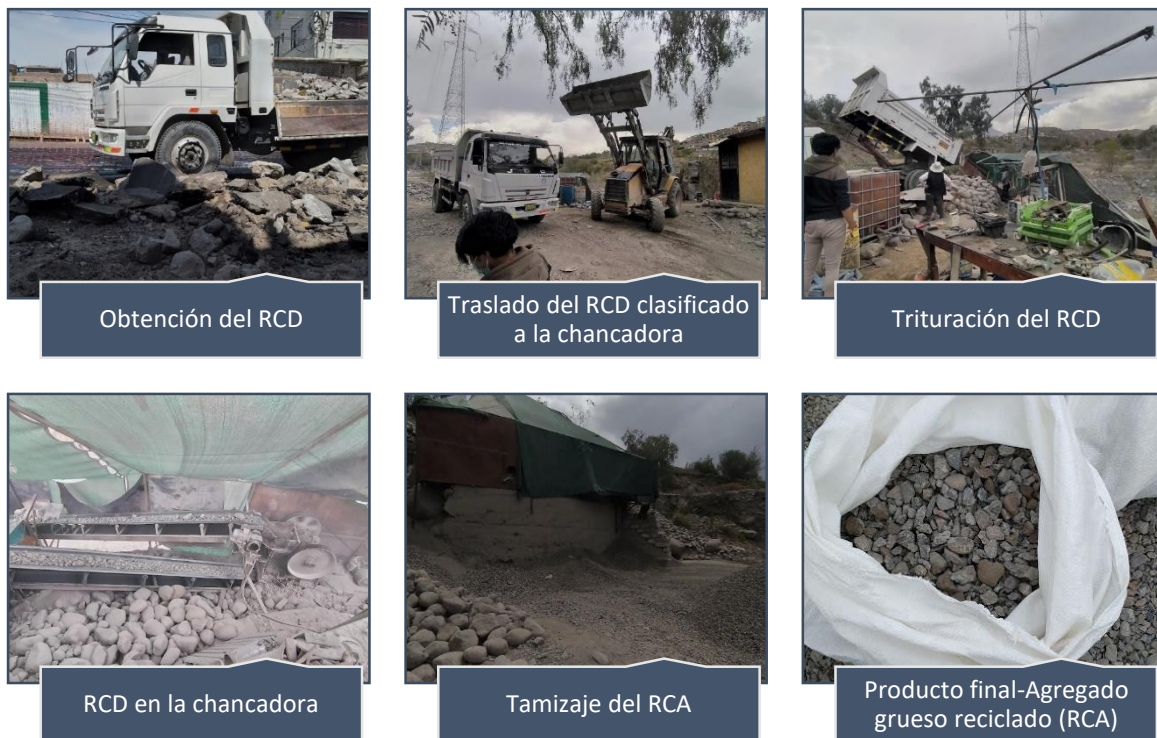 Obtención del RCD
Traslado del RCD clasificado
a la chancadora
Trituración del RCD
RCD en la chancadora
Tamizaje del RCA
Producto final-Agregado
grueso reciclado (RCA)